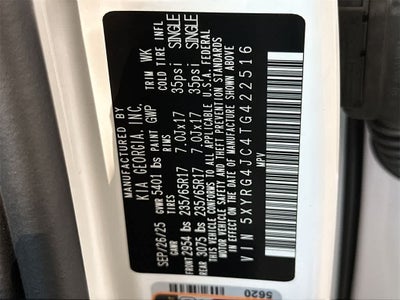 MANUFACTURED BY
KIA GEORGIA, INC.
SEP/26/25 GVWR 5401 lbs PAINT GWP TRIM WK
GAWR TIRES RIMS COLD TIRE INFL
FRONT 2954 lbs 235/65R17 7.0Jx17 35psi SINGLE
REAR 3075 lbs 235/65R17 7.0Jx17 35psi SINGLE
THIS VEHICLE CONFORMS TO ALL APPLICABLE U.S.A. FEDERAL
MOTOR VEHICLE SAFETY AND THEFT PREVENTION STANDARDS
IN EFFECT ON THE DATE OF MANUFACTURE SHOWN ABOVE
MPV
VIN 5XYRG4JC4TG422516
5620